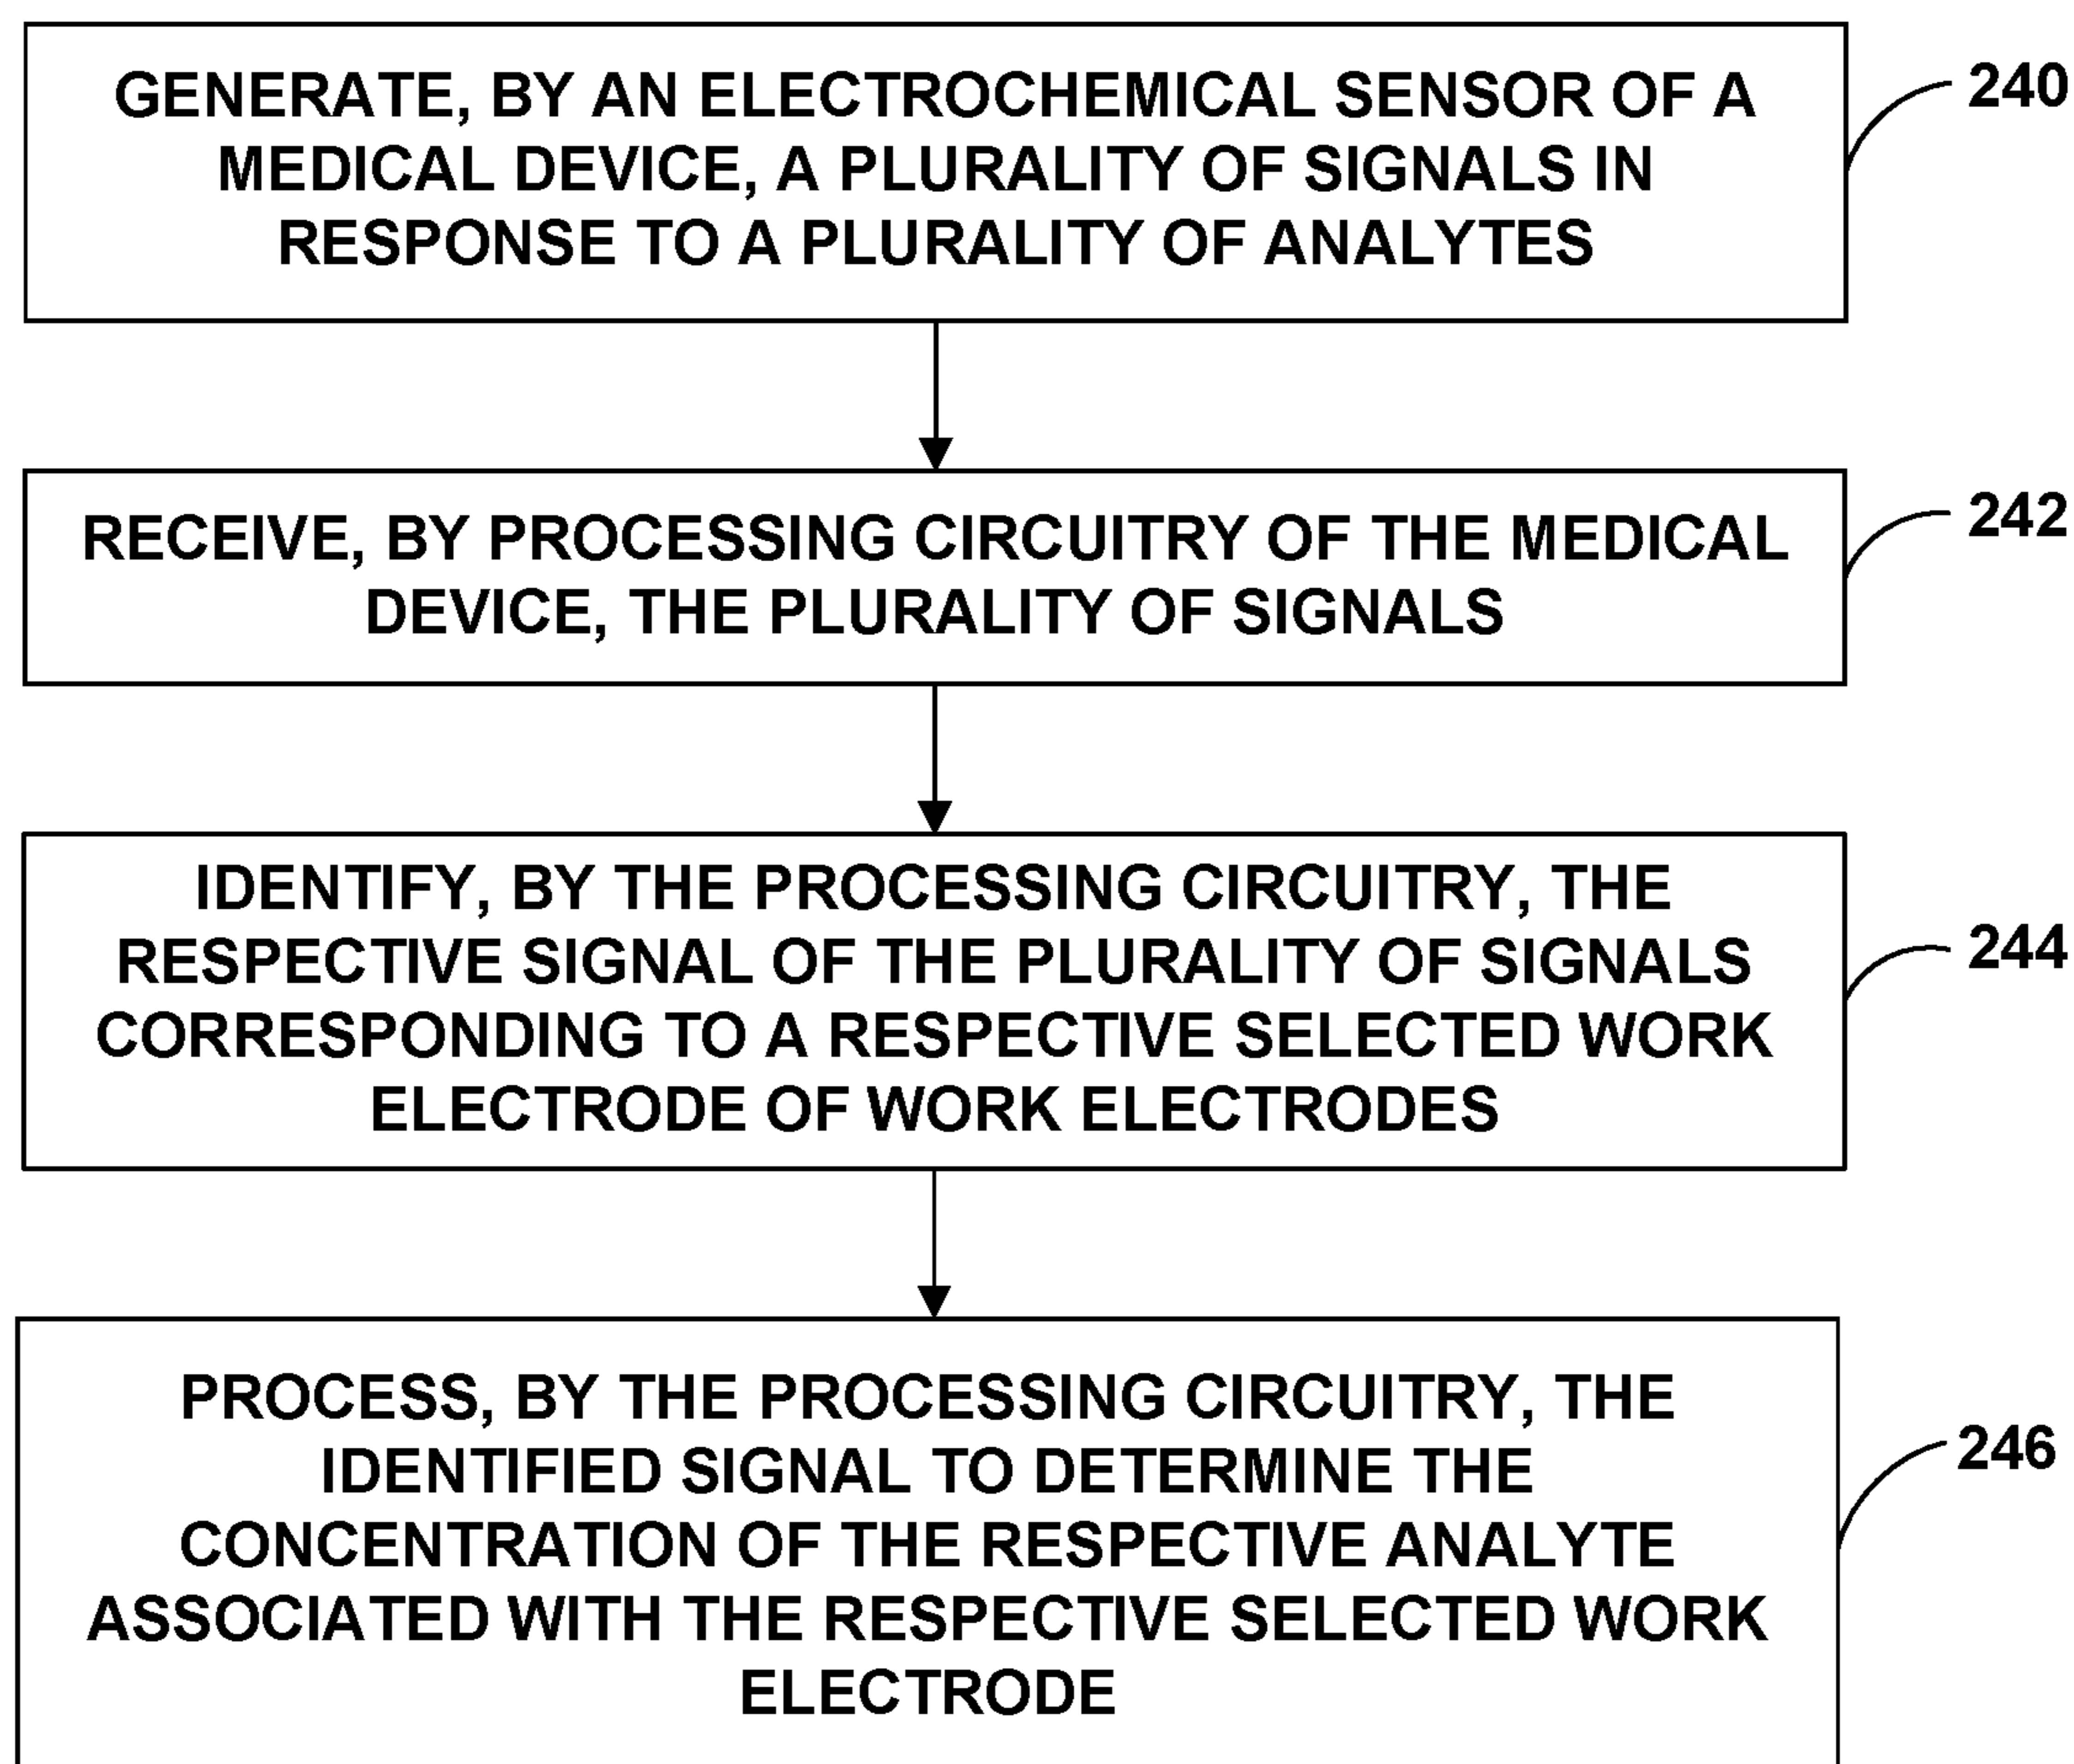 GENERATE, BY AN ELECTROCHEMICAL SENSOR OF A
MEDICAL DEVICE, A PLURALITY OF SIGNALS IN
RESPONSE TO A PLURALITY OF ANALYTES
240
RECEIVE, BY PROCESSING CIRCUITRY OF THE MEDICAL
DEVICE, THE PLURALITY OF SIGNALS
242
IDENTIFY, BY THE PROCESSING CIRCUITRY, THE
RESPECTIVE SIGNAL OF THE PLURALITY OF SIGNALS
CORRESPONDING TO A RESPECTIVE SELECTED WORK
ELECTRODE OF WORK ELECTRODES
244
PROCESS, BY THE PROCESSING CIRCUITRY, THE
IDENTIFIED SIGNAL TO DETERMINE THE
CONCENTRATION OF THE RESPECTIVE ANALYTE
ASSOCIATED WITH THE RESPECTIVE SELECTED WORK
ELECTRODE
246